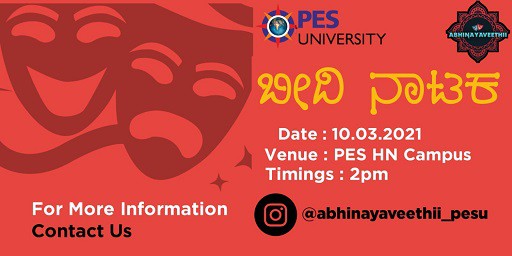 PES
UNIVERSITY
ABHINAYAVEETHII
ಬೀದಿ ನಾಟಕ
Date : 10.03.2021
Venue : PES HN Campus
Timings : 2pm
For More Information
Contact Us
@abhinayaveethii_pesu